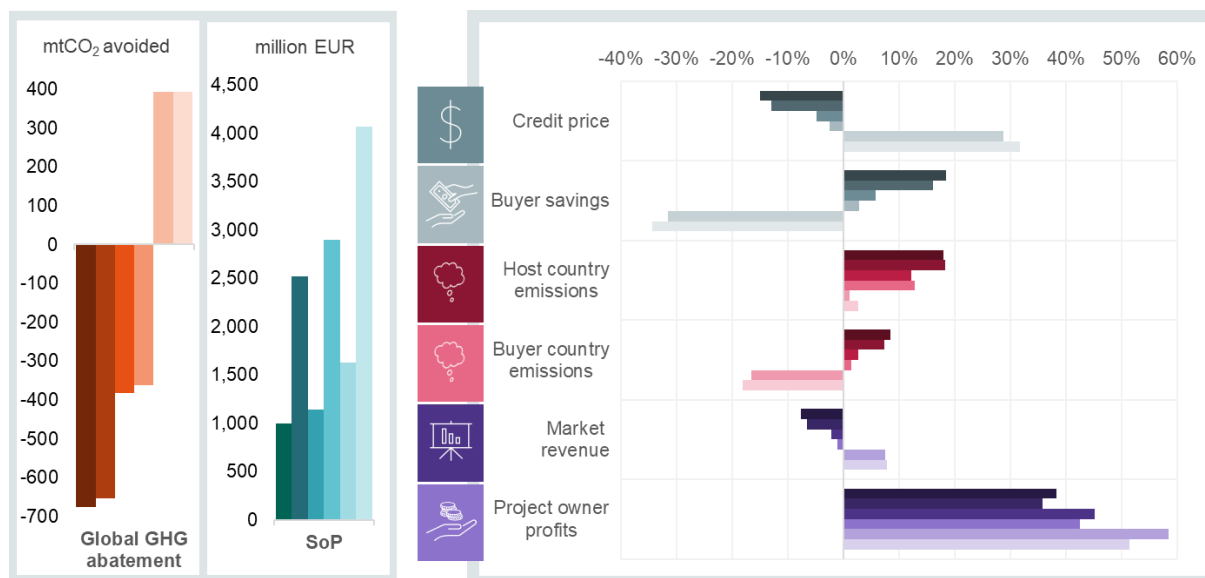 mtCO₂ avoided
400
300
200
100
0
-100
-200
-300
-400
-500
-600
-700
Global GHG
abatement
million EUR
4,500
4,000
3,500
3,000
2,500
2,000
1,500
1,000
500
0
SoP
-40% -30% -20% -10% 0% 10% 20% 30% 40% 50% 60%
$
Credit price
Buyer savings
Host country
emissions
Buyer country
emissions
Market
revenue
Project owner
profits